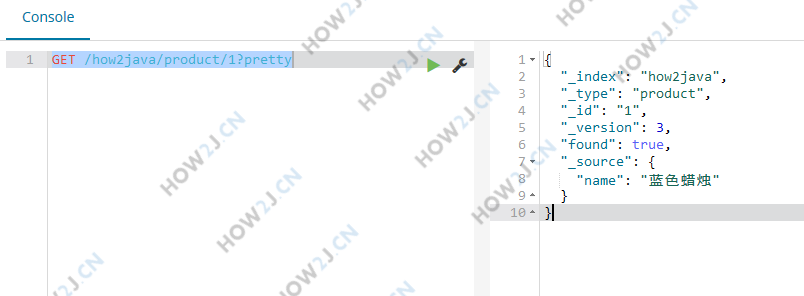 Console
1 GET /how2java/product/1?pretty
1 {
2 "_index": "how2java",
3 "_type": "product",
4 "_id": "1",
5 "_version": 3,
6 "found": true,
7 "_source": {
8 "name": "蓝色蜡烛"
9 }
10 }
HOW2J.CN
HOW2J.CN
HOW2J.CN
HOW2J.CN
HOW2J.CN
HOW2J.CN
HOW2J.CN
HOW2J.CN
HOW2J.CN